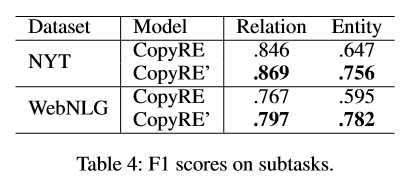 Dataset Model Relation Entity
NYT CopyRE .846 .647
CopyRE' .869 .756
WebNLG CopyRE .767 .595
CopyRE' .797 .782
Table 4: F1 scores on subtasks.